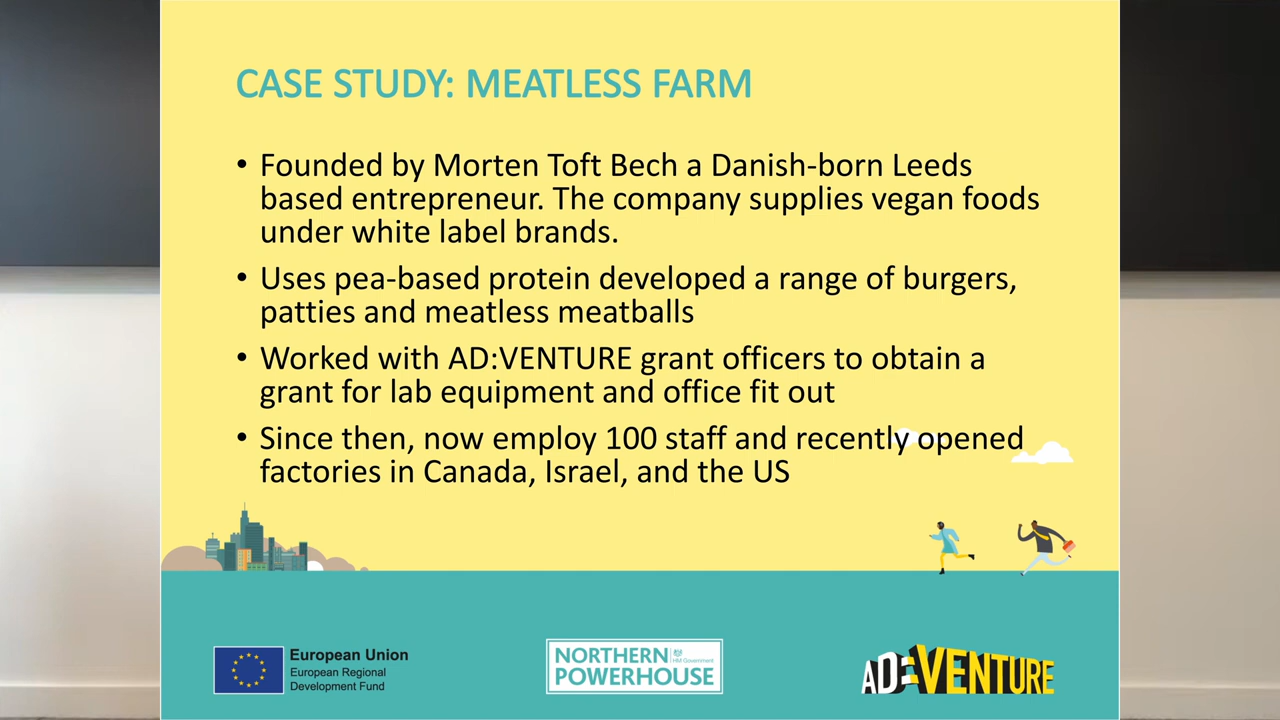 CASE STUDY: MEATLESS FARM
• Founded by Morten Toft Bech a Danish-born Leeds
based entrepreneur. The company supplies vegan foods
under white label brands.
• Uses pea-based protein developed a range of burgers,
patties and meatless meatballs
• Worked with AD:VENTURE grant officers to obtain a
grant for lab equipment and office fit out
• Since then, now employ 100 staff and recently opened
factories in Canada, Israel, and the US
European Union
European Regional
Development Fund
NORTHERN
HM Government
POWERHOUSE
AD:VENTURE